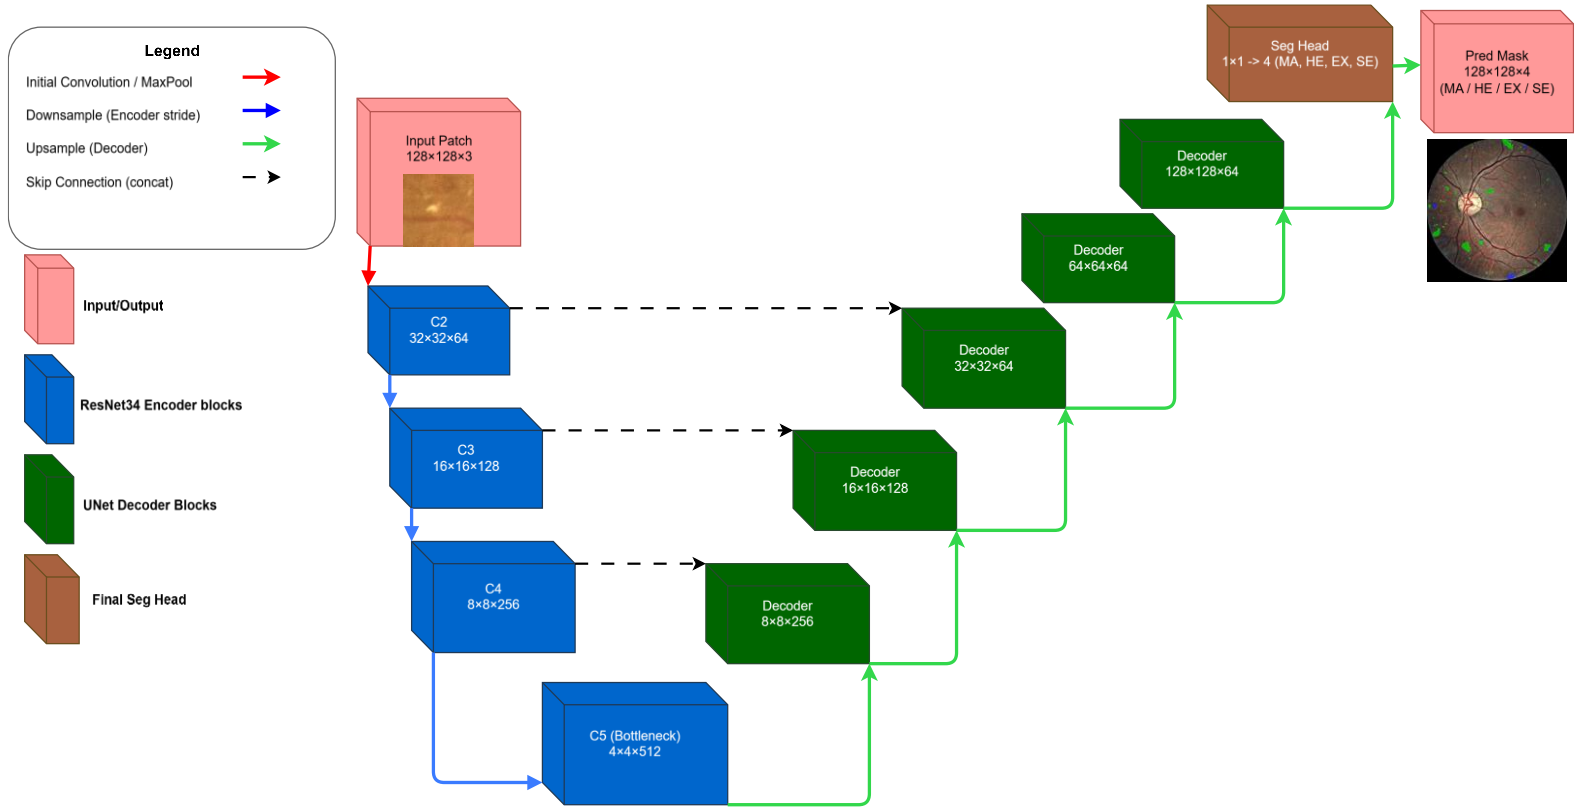 Legend
Initial Convolution / MaxPool
Downsample (Encoder stride)
Upsample (Decoder)
Skip Connection (concat)
Input/Output
ResNet34 Encoder blocks
UNet Decoder Blocks
Final Seg Head
Input Patch
128×128×3
C2
32×32×64
C3
16×16×128
C4
8×8×256
C5 (Bottleneck)
4×4×512
Decoder
8×8×256
Decoder
16×16×128
Decoder
32×32×64
Decoder
64×64×64
Decoder
128×128×64
Seg Head
1×1 -> 4 (MA, HE, EX, SE)
Pred Mask
128×128×4
(MA / HE / EX / SE)